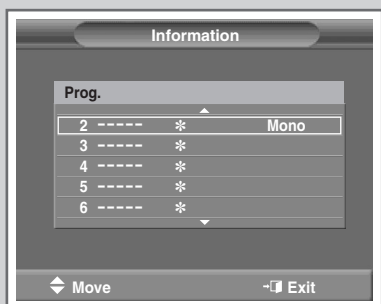 Information
Prog.
2 ----- ✻ Mono
3 ----- ✻
4 ----- ✻
5 ----- ✻
6 ----- ✻
Move Exit